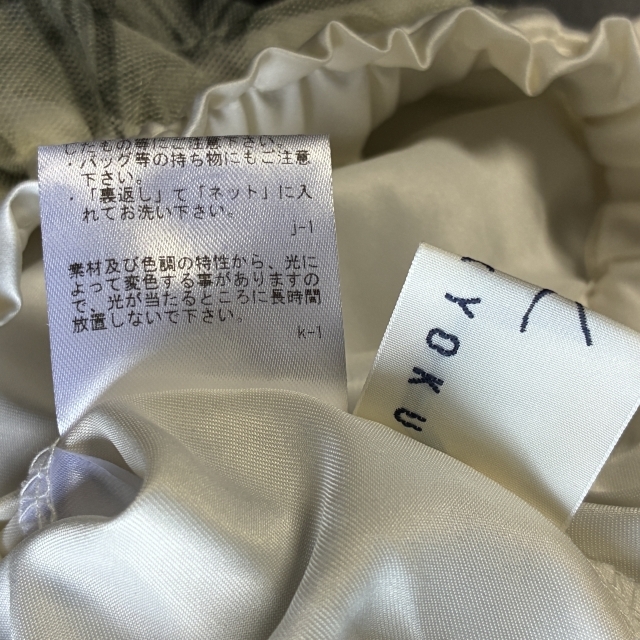 たもの等にご注意下さい。
・バッグ等の持ち物にもご注意
下さい。
・「裏返し」て「ネット」に入
れてお洗い下さい。
j-1
素材及び色調の特性から、光に
よって変色する事がありますの
で、光が当たるところに長時間
放置しないで下さい。
k-1
YOKU